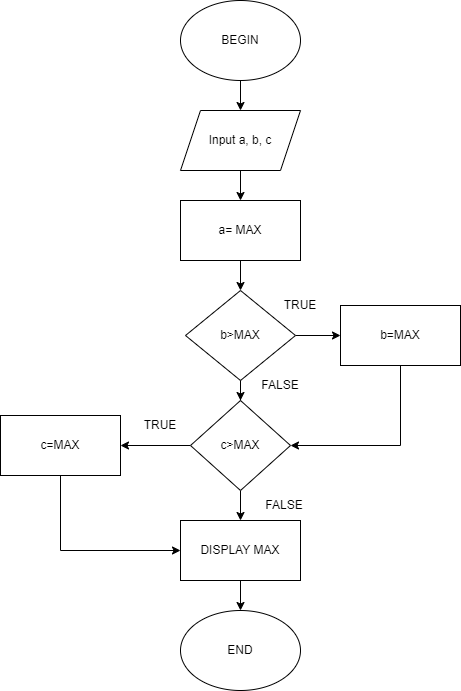 BEGIN
Input a, b, c
a= MAX
TRUE
b>MAX
b=MAX
FALSE
TRUE
c>MAX
c=MAX
FALSE
DISPLAY MAX
END